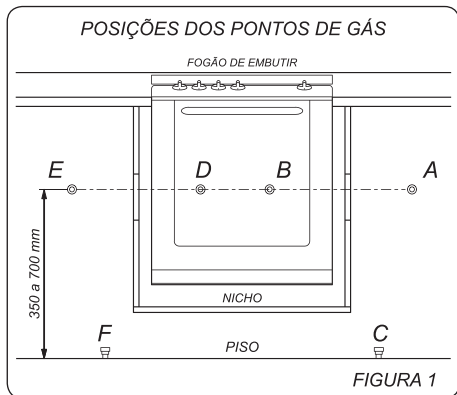 POSIÇÕES DOS PONTOS DE GÁS
FOGÃO DE EMBUTIR
E D B A
350 a 700 mm
NICHO
F PISO C
FIGURA 1